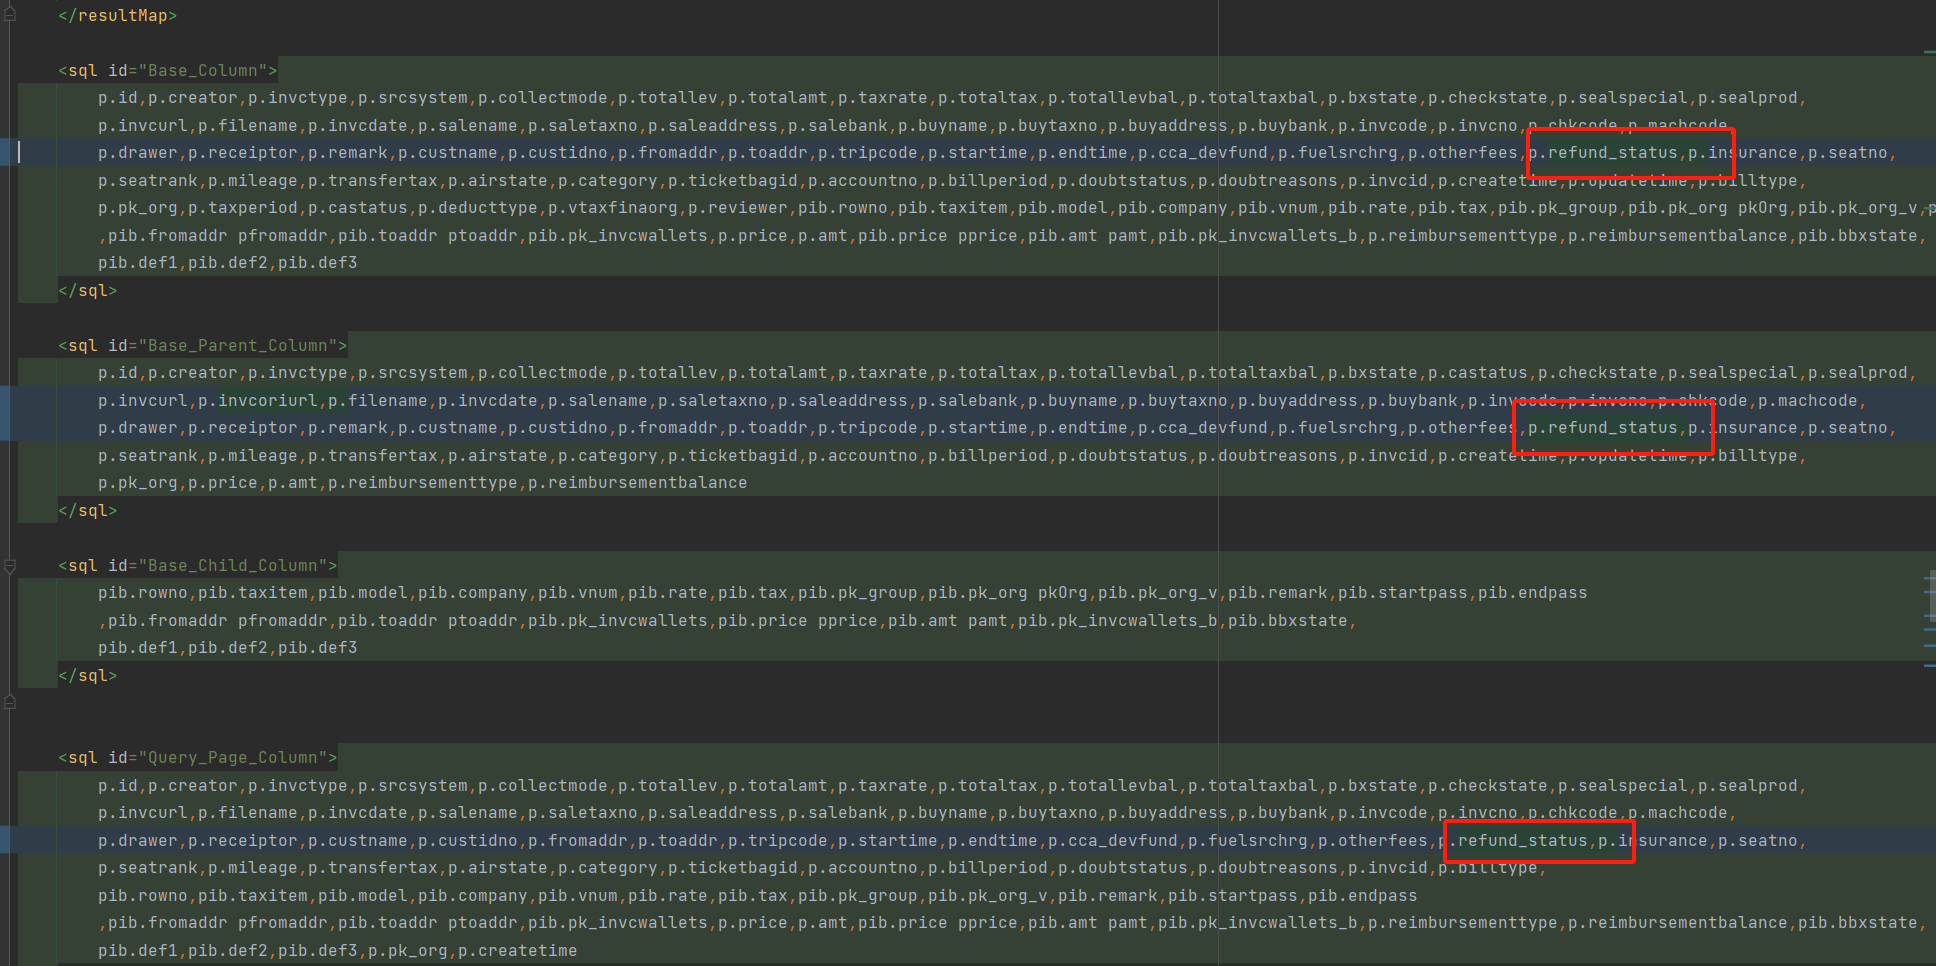 </resultMap>
<sql id="Base_Column">
p.id,p.creator,p.invctype,p.srcsystem,p.collectmode,p.totallev,p.totalamt,p.taxrate,p.totaltax,p.totallevbal,p.totaltaxbal,p.bxstate,p.checkstate,p.sealspecial,p.sealprod,
p.invcurl,p.filename,p.invcdate,p.salename,p.saletaxno,p.saleaddress,p.salebank,p.buyname,p.buytaxno,p.buyaddress,p.buybank,p.invcode,p.invcno,p.chkcode,p.machcode,
p.drawer,p.receiptor,p.remark,p.custname,p.custidno,p.fromaddr,p.toaddr,p.tripcode,p.startime,p.endtime,p.cca_devfund,p.fuelsrchrg,p.otherfees,p.refund_status,p.insurance,p.seatno,
p.seatrank,p.mileage,p.transfertax,p.airstate,p.category,p.ticketbagid,p.accountno,p.billperiod,p.doubtstatus,p.doubtreasons,p.invcid,p.createtime,p.updatetime,p.billtype,
p.pk_org,p.taxperiod,p.castatus,p.deducttype,p.vtaxfinaorg,p.reviewer,pib.rowno,pib.taxitem,pib.model,pib.company,pib.vnum,pib.rate,pib.tax,pib.pk_group,pib.pk_org pkOrg,pib.pk_org_v,p
,pib.fromaddr pfromaddr,pib.toaddr ptoaddr,pib.pk_invcwallets,p.price,p.amt,pib.price pprice,pib.amt pamt,pib.pk_invcwallets_b,p.reimbursementtype,p.reimbursementbalance,pib.bbxstate,
pib.def1,pib.def2,pib.def3
</sql>
<sql id="Base_Parent_Column">
p.id,p.creator,p.invctype,p.srcsystem,p.collectmode,p.totallev,p.totalamt,p.taxrate,p.totaltax,p.totallevbal,p.totaltaxbal,p.bxstate,p.castatus,p.checkstate,p.sealspecial,p.sealprod,
p.invcurl,p.invcoriurl,p.filename,p.invcdate,p.salename,p.saletaxno,p.saleaddress,p.salebank,p.buyname,p.buytaxno,p.buyaddress,p.buybank,p.invcode,p.invcno,p.chkcode,p.machcode,
p.drawer,p.receiptor,p.remark,p.custname,p.custidno,p.fromaddr,p.toaddr,p.tripcode,p.startime,p.endtime,p.cca_devfund,p.fuelsrchrg,p.otherfees,p.refund_status,p.insurance,p.seatno,
p.seatrank,p.mileage,p.transfertax,p.airstate,p.category,p.ticketbagid,p.accountno,p.billperiod,p.doubtstatus,p.doubtreasons,p.invcid,p.createtime,p.updatetime,p.billtype,
p.pk_org,p.price,p.amt,p.reimbursementtype,p.reimbursementbalance
</sql>
<sql id="Base_Child_Column">
pib.rowno,pib.taxitem,pib.model,pib.company,pib.vnum,pib.rate,pib.tax,pib.pk_group,pib.pk_org pkOrg,pib.pk_org_v,pib.remark,pib.startpass,pib.endpass
,pib.fromaddr pfromaddr,pib.toaddr ptoaddr,pib.pk_invcwallets,pib.price pprice,pib.amt pamt,pib.pk_invcwallets_b,pib.bbxstate,
pib.def1,pib.def2,pib.def3
</sql>
<sql id="Query_Page_Column">
p.id,p.creator,p.invctype,p.srcsystem,p.collectmode,p.totallev,p.totalamt,p.taxrate,p.totaltax,p.totallevbal,p.totaltaxbal,p.bxstate,p.checkstate,p.sealspecial,p.sealprod,
p.invcurl,p.filename,p.invcdate,p.salename,p.saletaxno,p.saleaddress,p.salebank,p.buyname,p.buytaxno,p.buyaddress,p.buybank,p.invcode,p.invcno,p.chkcode,p.machcode,
p.drawer,p.receiptor,p.custname,p.custidno,p.fromaddr,p.toaddr,p.tripcode,p.startime,p.endtime,p.cca_devfund,p.fuelsrchrg,p.otherfees,p.refund_status,p.insurance,p.seatno,
p.seatrank,p.mileage,p.transfertax,p.airstate,p.category,p.ticketbagid,p.accountno,p.billperiod,p.doubtstatus,p.doubtreasons,p.invcid,p.billtype,
pib.rowno,pib.taxitem,pib.model,pib.company,pib.vnum,pib.rate,pib.tax,pib.pk_group,pib.pk_org_v,pib.remark,pib.startpass,pib.endpass
,pib.fromaddr pfromaddr,pib.toaddr ptoaddr,pib.pk_invcwallets,p.price,p.amt,pib.price pprice,pib.amt pamt,pib.pk_invcwallets_b,p.reimbursementtype,p.reimbursementbalance,pib.bbxstate,
pib.def1,pib.def2,pib.def3,p.pk_org,p.createtime